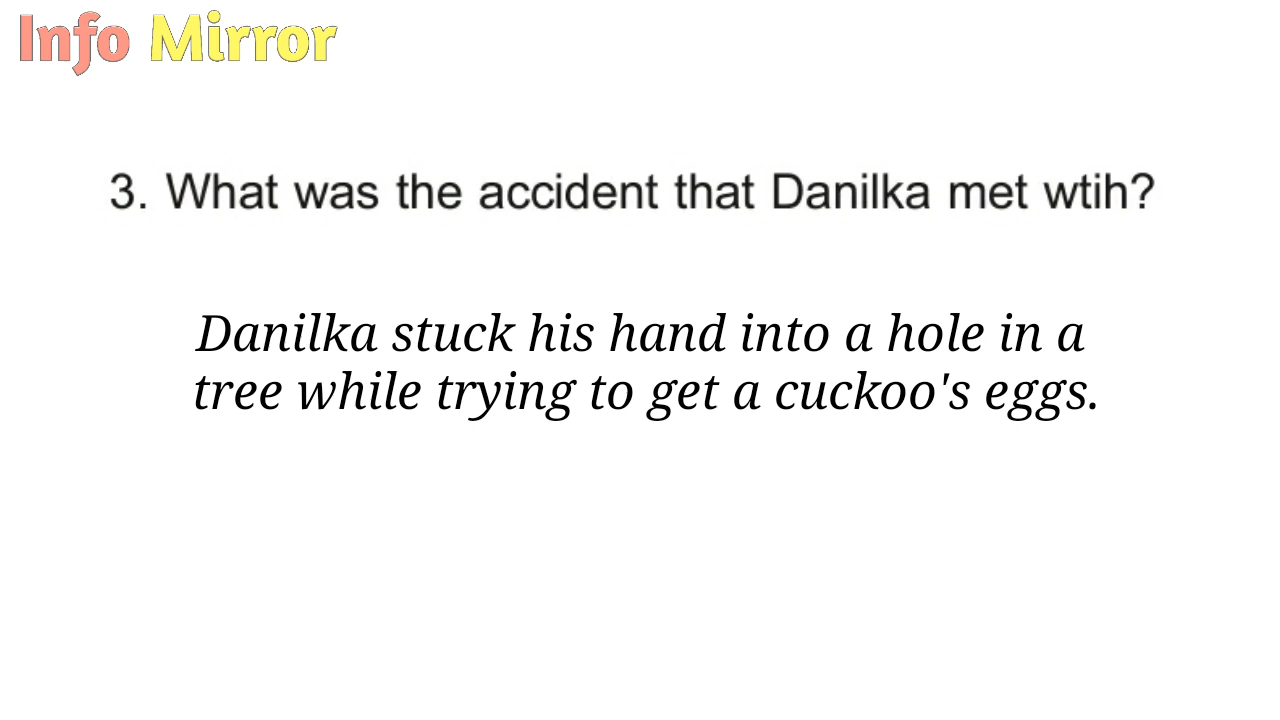 Info Mirror
3. What was the accident that Danilka met wtih?
Danilka stuck his hand into a hole in a
tree while trying to get a cuckoo's eggs.